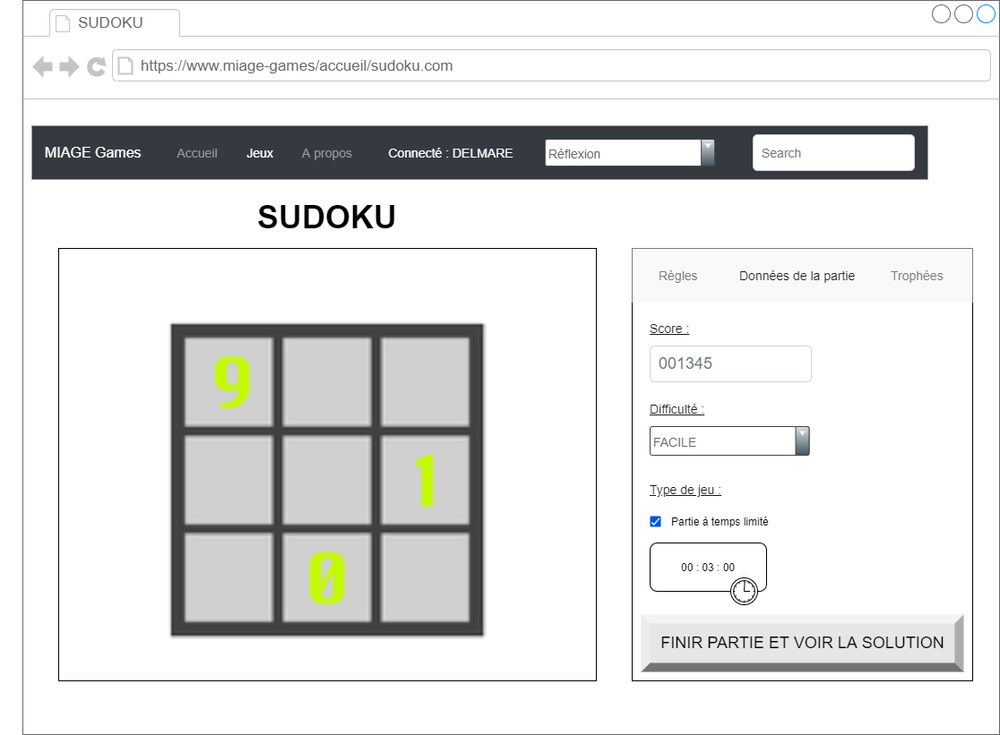 SUDOKU
https://www.miage-games/accueil/sudoku.com
MIAGE Games Accueil Jeux A propos Connecté : DELMARE Réflexion Search
SUDOKU
Règles Données de la partie Trophées
9
1
0
Score :
001345
Difficulté :
FACILE
Type de jeu :
Partie à temps limité
00 : 03 : 00
FINIR PARTIE ET VOIR LA SOLUTION